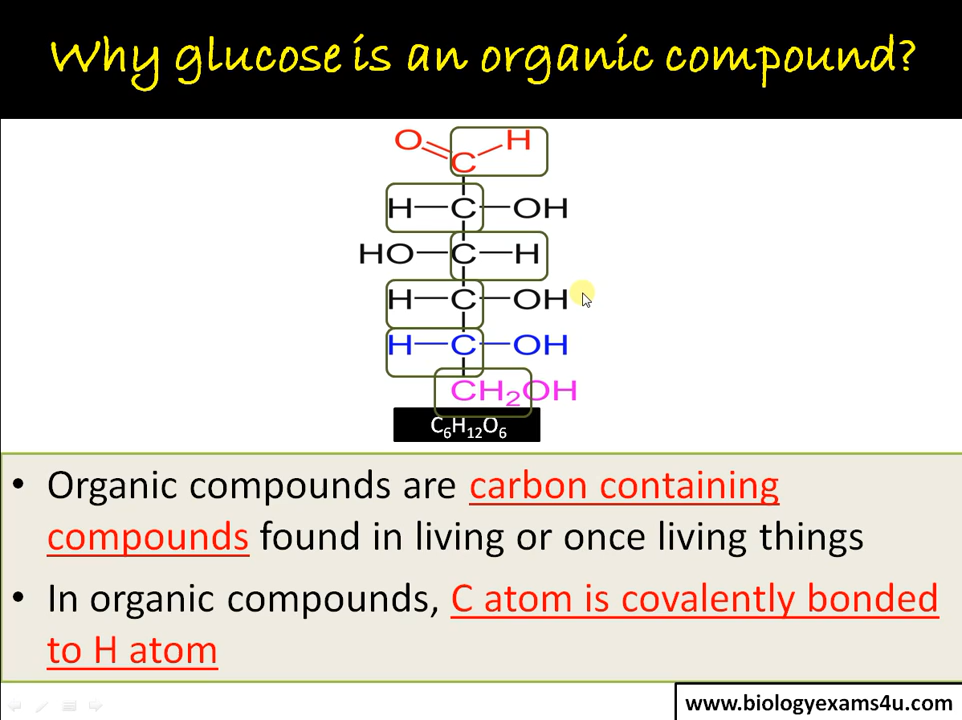 Why glucose is an organic compound?
O H
C
H C OH
HO C H
H C OH
H C OH
CH₂OH
C₆H₁₂O₆
• Organic compounds are carbon containing
compounds found in living or once living things
• In organic compounds, C atom is covalently bonded
to H atom
www.biologyexams4u.com